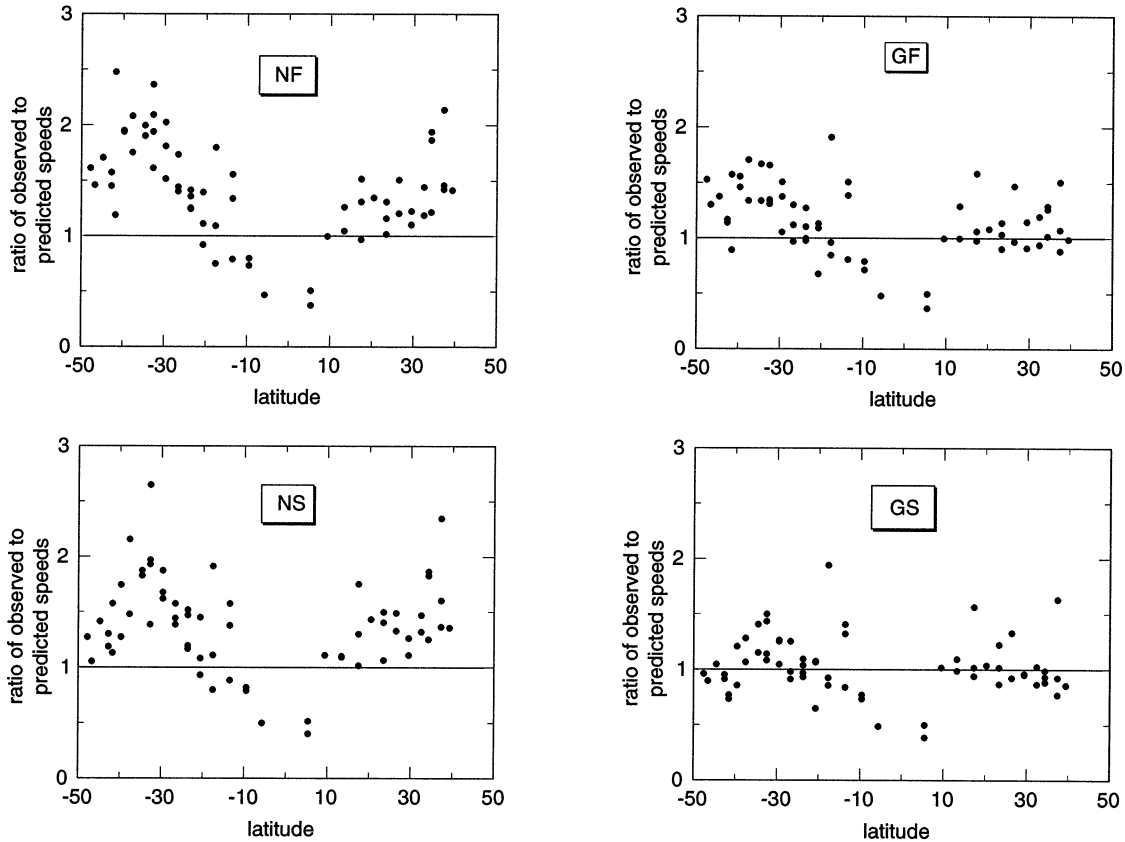 3
2
1
0
ratio of observed to
predicted speeds
NF
-50 -30 -10 10 30 50
latitude
3
2
1
0
ratio of observed to
predicted speeds
GF
-50 -30 -10 10 30 50
latitude
3
2
1
0
ratio of observed to
predicted speeds
NS
-50 -30 -10 10 30 50
latitude
3
2
1
0
ratio of observed to
predicted speeds
GS
-50 -30 -10 10 30 50
latitude